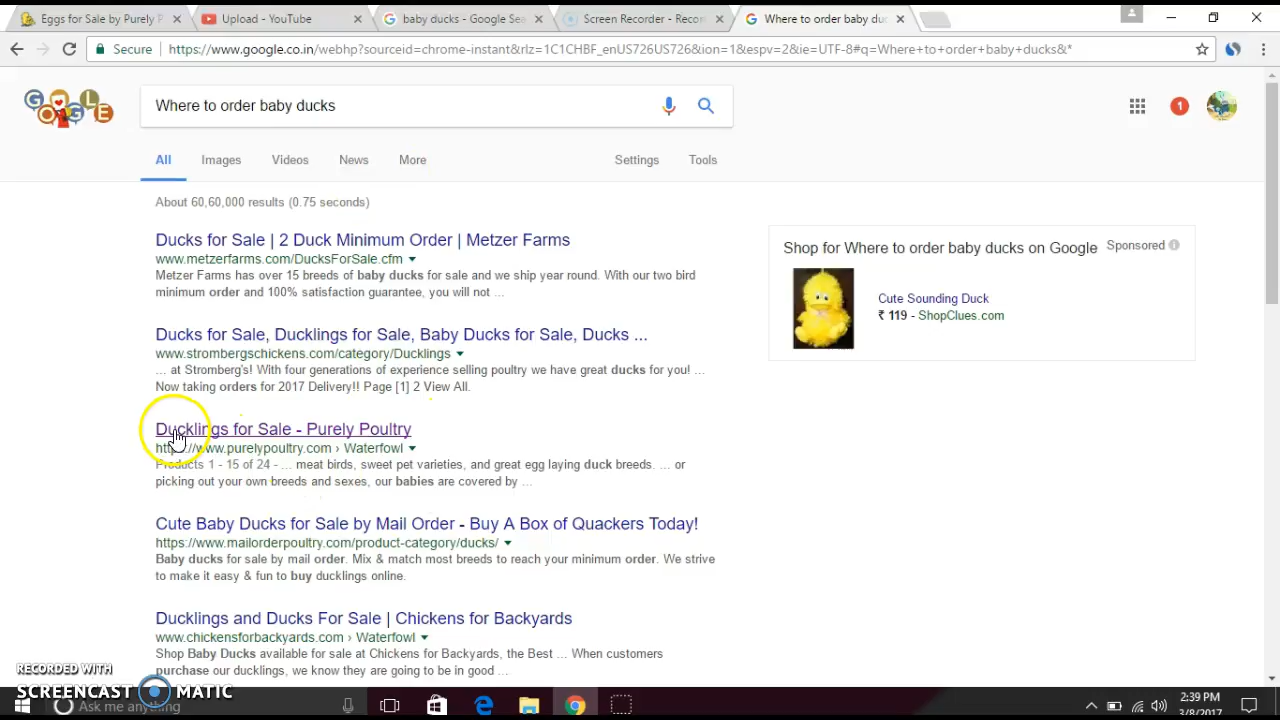 Eggs for Sale by Purely P
Upload - YouTube
baby ducks - Google Sea
Screen Recorder - Recor
Where to order baby duc
Secure
https://www.google.co.in/webhp?sourceid=chrome-instant&rlz=1C1CHBF_enUS726US726&ion=1&espv=2&ie=UTF-8#q=Where+to+order+baby+ducks&*
GOOGLE
Where to order baby ducks
1
All Images Videos News More Settings Tools
About 60,60,000 results (0.75 seconds)
Ducks for Sale | 2 Duck Minimum Order | Metzer Farms
www.metzerfarms.com/DucksForSale.cfm
Metzer Farms has over 15 breeds of baby ducks for sale and we ship year round. With our two bird
minimum order and 100% satisfaction guarantee, you will not ...
Shop for Where to order baby ducks on Google Sponsored
Cute Sounding Duck
₹ 119 - ShopClues.com
Ducks for Sale, Ducklings for Sale, Baby Ducks for Sale, Ducks ...
www.strombergschickens.com/category/Ducklings
... at Stromberg's! With four generations of experience selling poultry we have great ducks for you! ...
Now taking orders for 2017 Delivery!! Page [1] 2 View All.
Ducklings for Sale - Purely Poultry
https://www.purelypoultry.com › Waterfowl
Products 1 - 15 of 24 - ... meat birds, sweet pet varieties, and great egg laying duck breeds. ... or
picking out your own breeds and sexes, our babies are covered by ...
Cute Baby Ducks for Sale by Mail Order - Buy A Box of Quackers Today!
https://www.mailorderpoultry.com/product-category/ducks/
Baby ducks for sale by mail order. Mix & match most breeds to reach your minimum order. We strive
to make it easy & fun to buy ducklings online.
Ducklings and Ducks For Sale | Chickens for Backyards
www.chickensforbackyards.com › Waterfowl
Shop Baby Ducks available for sale at Chickens for Backyards, the Best ... When customers
purchase our ducklings, we know they are going to be in good ...
RECORDED WITH
SCREENCAST MATIC
Ask me anything
2:39 PM
3/8/2017